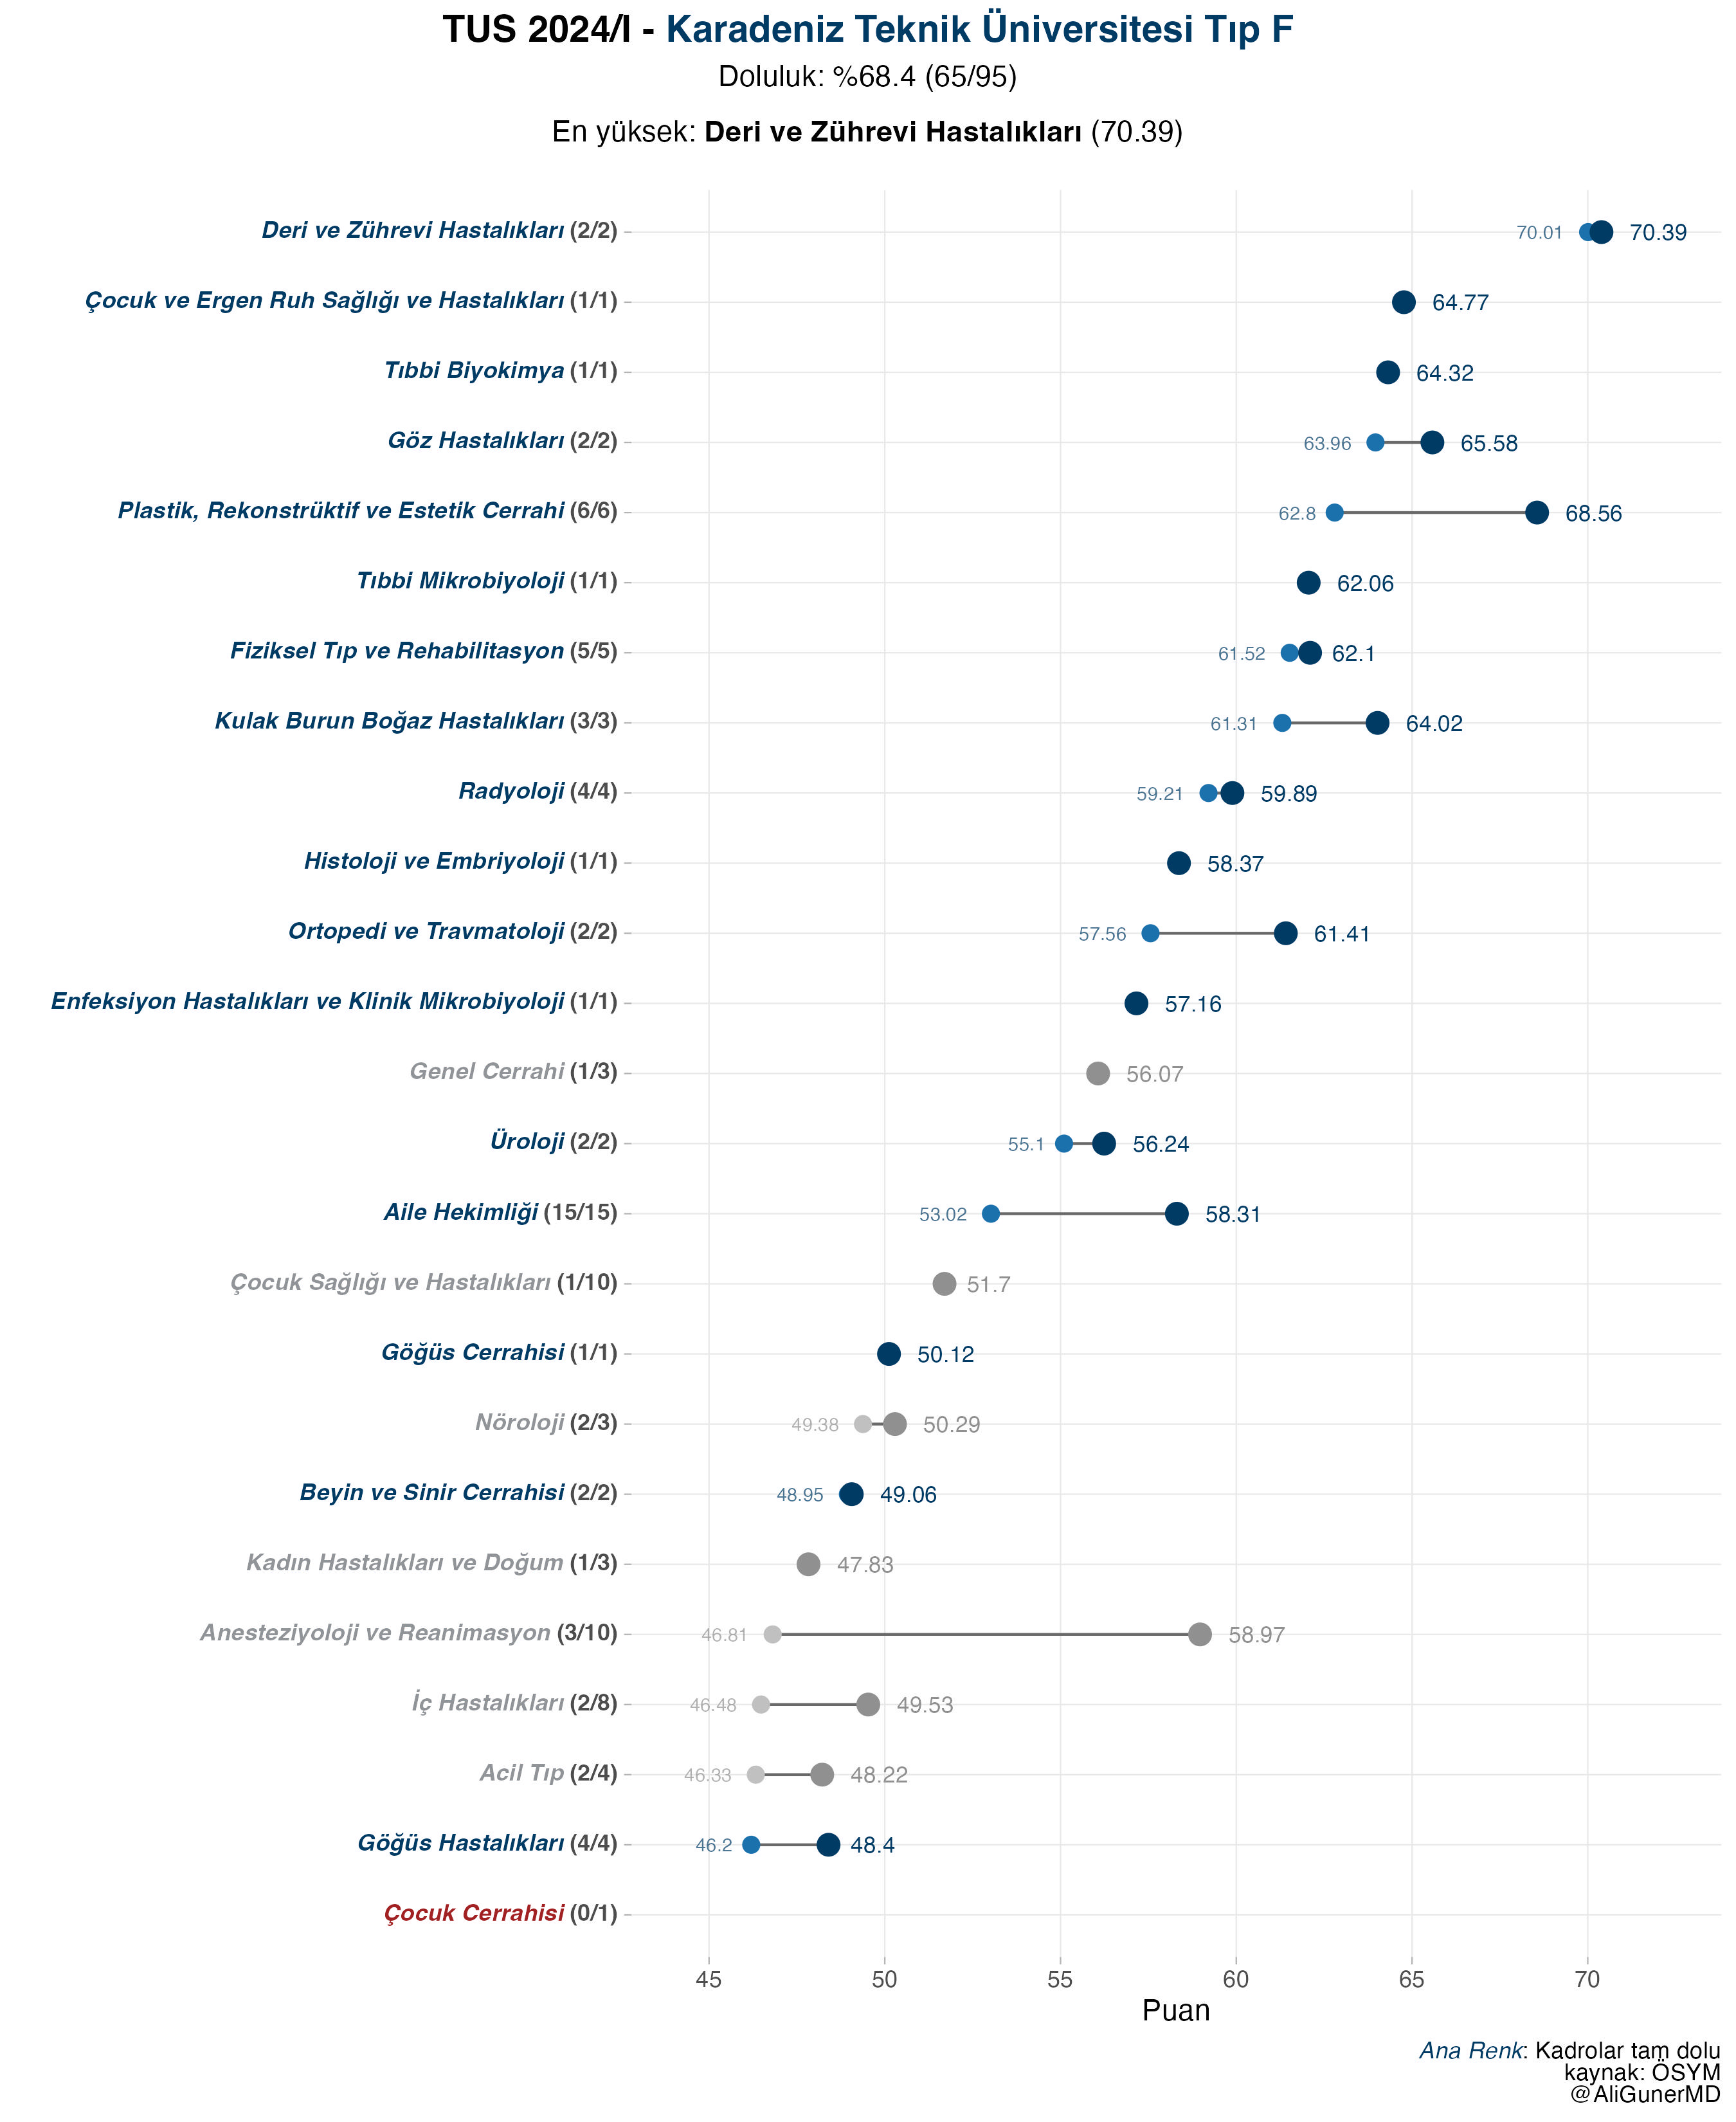 TUS 2024/I - Karadeniz Teknik Üniversitesi Tıp F
Doluluk: %68.4 (65/95)
En yüksek: Deri ve Zührevi Hastalıkları (70.39)
Deri ve Zührevi Hastalıkları (2/2) 70.01 70.39
Çocuk ve Ergen Ruh Sağlığı ve Hastalıkları (1/1) 64.77
Tıbbi Biyokimya (1/1) 64.32
Göz Hastalıkları (2/2) 63.96 65.58
Plastik, Rekonstrüktif ve Estetik Cerrahi (6/6) 62.8 68.56
Tıbbi Mikrobiyoloji (1/1) 62.06
Fiziksel Tıp ve Rehabilitasyon (5/5) 61.52 62.1
Kulak Burun Boğaz Hastalıkları (3/3) 61.31 64.02
Radyoloji (4/4) 59.21 59.89
Histoloji ve Embriyoloji (1/1) 58.37
Ortopedi ve Travmatoloji (2/2) 57.56 61.41
Enfeksiyon Hastalıkları ve Klinik Mikrobiyoloji (1/1) 57.16
Genel Cerrahi (1/3) 56.07
Üroloji (2/2) 55.1 56.24
Aile Hekimliği (15/15) 53.02 58.31
Çocuk Sağlığı ve Hastalıkları (1/10) 51.7
Göğüs Cerrahisi (1/1) 50.12
Nöroloji (2/3) 49.38 50.29
Beyin ve Sinir Cerrahisi (2/2) 48.95 49.06
Kadın Hastalıkları ve Doğum (1/3) 47.83
Anesteziyoloji ve Reanimasyon (3/10) 46.81 58.97
İç Hastalıkları (2/8) 46.48 49.53
Acil Tıp (2/4) 46.33 48.22
Göğüs Hastalıkları (4/4) 46.2 48.4
Çocuk Cerrahisi (0/1)
45 50 55 60 65 70
Puan
Ana Renk: Kadrolar tam dolu
kaynak: ÖSYM
@AliGunerMD